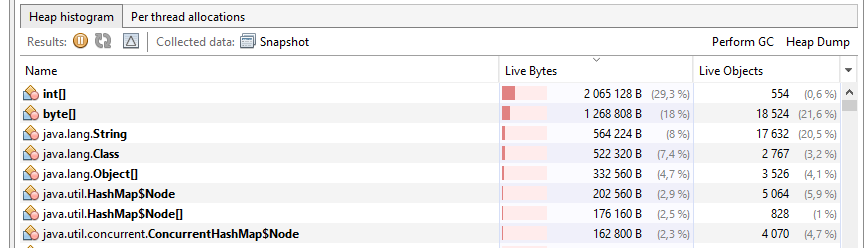 Heap histogram Per thread allocations
Results: Collected data: Snapshot Perform GC Heap Dump
Name Live Bytes Live Objects
int[] 2 065 128 B (29,3 %) 554 (0,6 %)
byte[] 1 268 808 B (18 %) 18 524 (21,6 %)
java.lang.String 564 224 B (8 %) 17 632 (20,5 %)
java.lang.Class 522 320 B (7,4 %) 2 767 (3,2 %)
java.lang.Object[] 332 560 B (4,7 %) 3 526 (4,1 %)
java.util.HashMap$Node 202 560 B (2,9 %) 5 064 (5,9 %)
java.util.HashMap$Node[] 176 160 B (2,5 %) 828 (1 %)
java.util.concurrent.ConcurrentHashMap$Node 162 800 B (2,3 %) 4 070 (4,7 %)